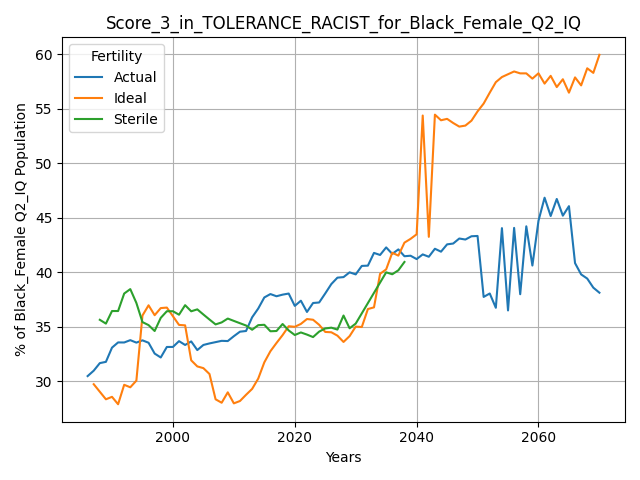 Score_3_in_TOLERANCE_RACIST_for_Black_Female_Q2_IQ
Fertility
Actual
Ideal
Sterile
% of Black_Female Q2_IQ Population
60
55
50
45
40
35
30
2000
2020
2040
2060
Years